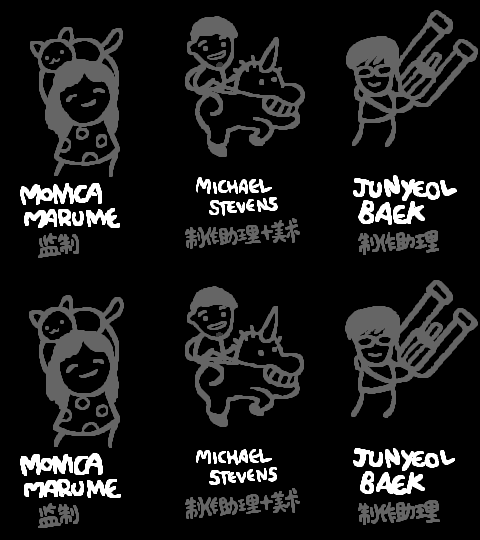 MONICA
MARUME
监制
MICHAEL
STEVENS
制作助理+美术
JUNYEOL
BAEK
制作助理
MONICA
MARUME
监制
MICHAEL
STEVENS
制作助理+美术
JUNYEOL
BAEK
制作助理